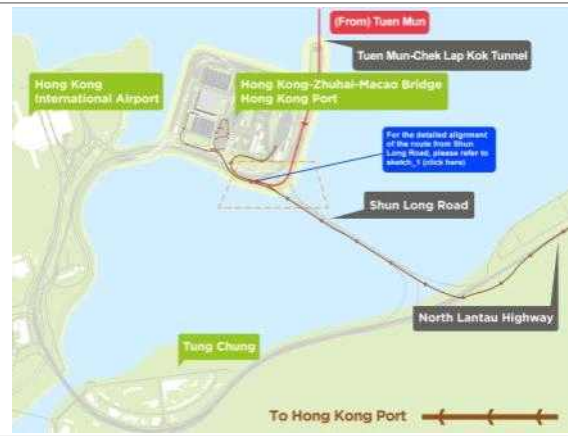 (From) Tuen Mun
Tuen Mun-Chek Lap Kok Tunnel
Hong Kong
International Airport
Hong Kong-Zhuhai-Macao Bridge
Hong Kong Port
For the detailed alignment
of the route from Shun
Long Road, please refer to
sketch_1 (click here)
Shun Long Road
North Lantau Highway
Tung Chung
To Hong Kong Port